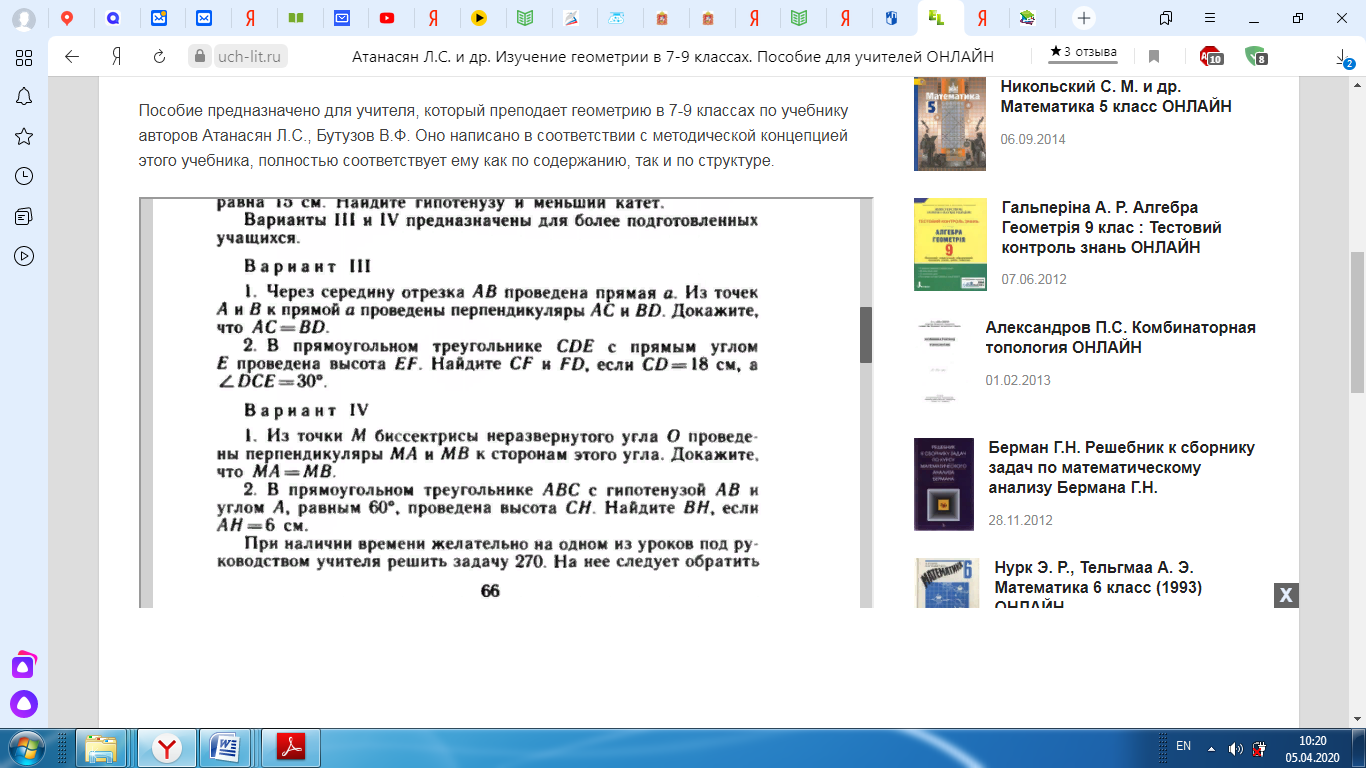 uch-lit.ru
Атанасян Л.С. и др. Изучение геометрии в 7-9 классах. Пособие для учителей ОНЛАЙН
★3 отзыва
10
8
2
Пособие предназначено для учителя, который преподает геометрию в 7-9 классах по учебнику
авторов Атанасян Л.С., Бутузов В.Ф. Оно написано в соответствии с методической концепцией
этого учебника, полностью соответствует ему как по содержанию, так и по структуре.
равна 15 см. Найдите гипотенузу и меньший катет.
Варианты III и IV предназначены для более подготовленных
учащихся.
Вариант III
1. Через середину отрезка AB проведена прямая a. Из точек
A и B к прямой a проведены перпендикуляры AC и BD. Докажите,
что AC=BD.
2. В прямоугольном треугольнике CDE с прямым углом
E проведена высота EF. Найдите CF и FD, если CD=18 см, а
∠DCE=30°.
Вариант IV
1. Из точки M биссектрисы неразвернутого угла O проведе-
ны перпендикуляры MA и MB к сторонам этого угла. Докажите,
что MA=MB.
2. В прямоугольном треугольнике ABC с гипотенузой AB и
углом A, равным 60°, проведена высота CH. Найдите BH, если
AH=6 см.
При наличии времени желательно на одном из уроков под ру-
ководством учителя решить задачу 270. На нее следует обратить
66
Математика
5
Никольский С. М. и др.
Математика 5 класс ОНЛАЙН
06.09.2014
АЛГЕБРА
ГЕОМЕТРІЯ
9
Гальперіна А. Р. Алгебра
Геометрія 9 клас : Тестовий
контроль знань ОНЛАЙН
07.06.2012
Александров П.С. Комбинаторная
топология ОНЛАЙН
01.02.2013
Берман Г.Н. Решебник к сборнику
задач по математическому
анализу Бермана Г.Н.
28.11.2012
МАТЕМАТИКА 6
Нурк Э. Р., Тельгмаа А. Э.
Математика 6 класс (1993)
ОНЛАЙН
X
EN
10:20
05.04.2020